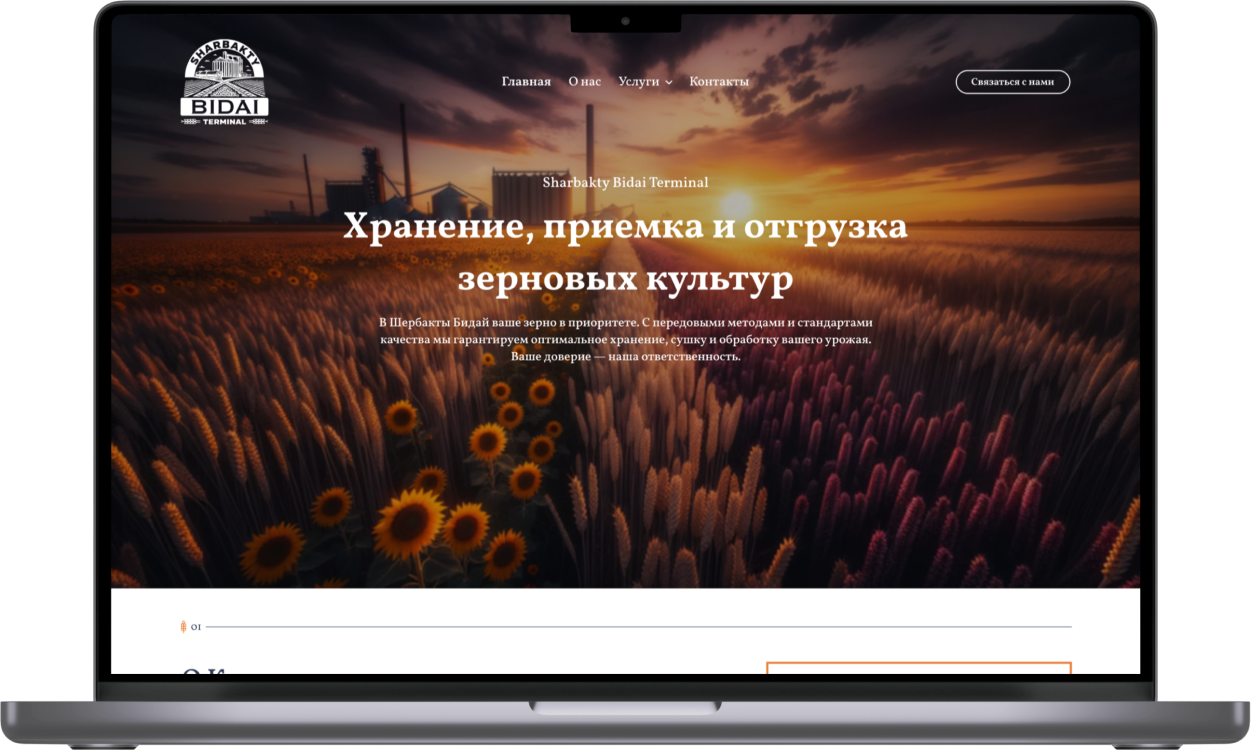 SHARBAKTY
BIDAI
TERMINAL
Главная О нас Услуги Контакты
Связаться с нами
Sharbakty Bidai Terminal
Хранение, приемка и отгрузка
зерновых культур
В Шербакты Бидай ваше зерно в приоритете. С передовыми методами и стандартами
качества мы гарантируем оптимальное хранение, сушку и обработку вашего урожая.
Ваше доверие — наша ответственность.
01